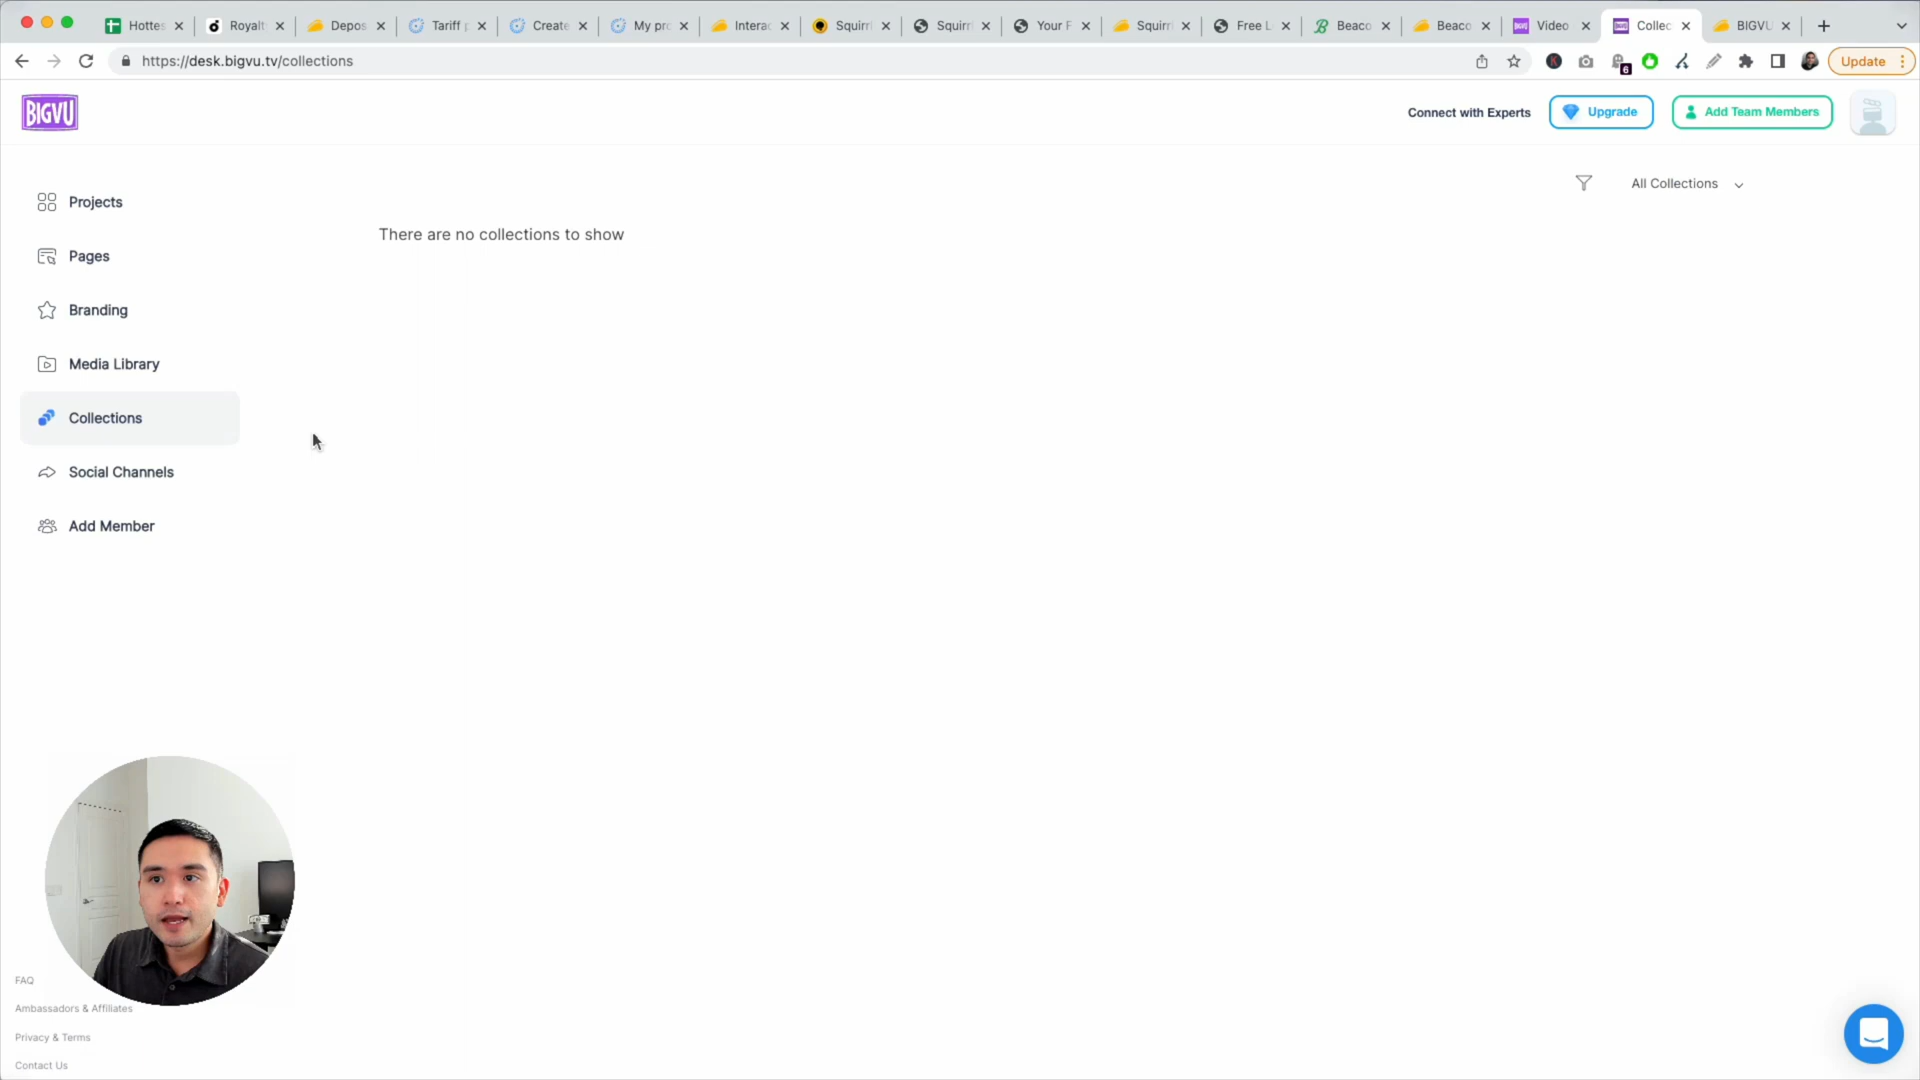 Hottes
Royalt
Depos
Tariff p
Create
My pro
Interac
Squirr
Squirr
Your F
Squirr
Free L
Beaco
Beaco
Video
Collec
BIGVU
https://desk.bigvu.tv/collections
6
Update
BIGVU
Connect with Experts
Upgrade
Add Team Members
Projects
Pages
Branding
Media Library
Collections
Social Channels
Add Member
All Collections
There are no collections to show
FAQ
Ambassadors & Affiliates
Privacy & Terms
Contact Us